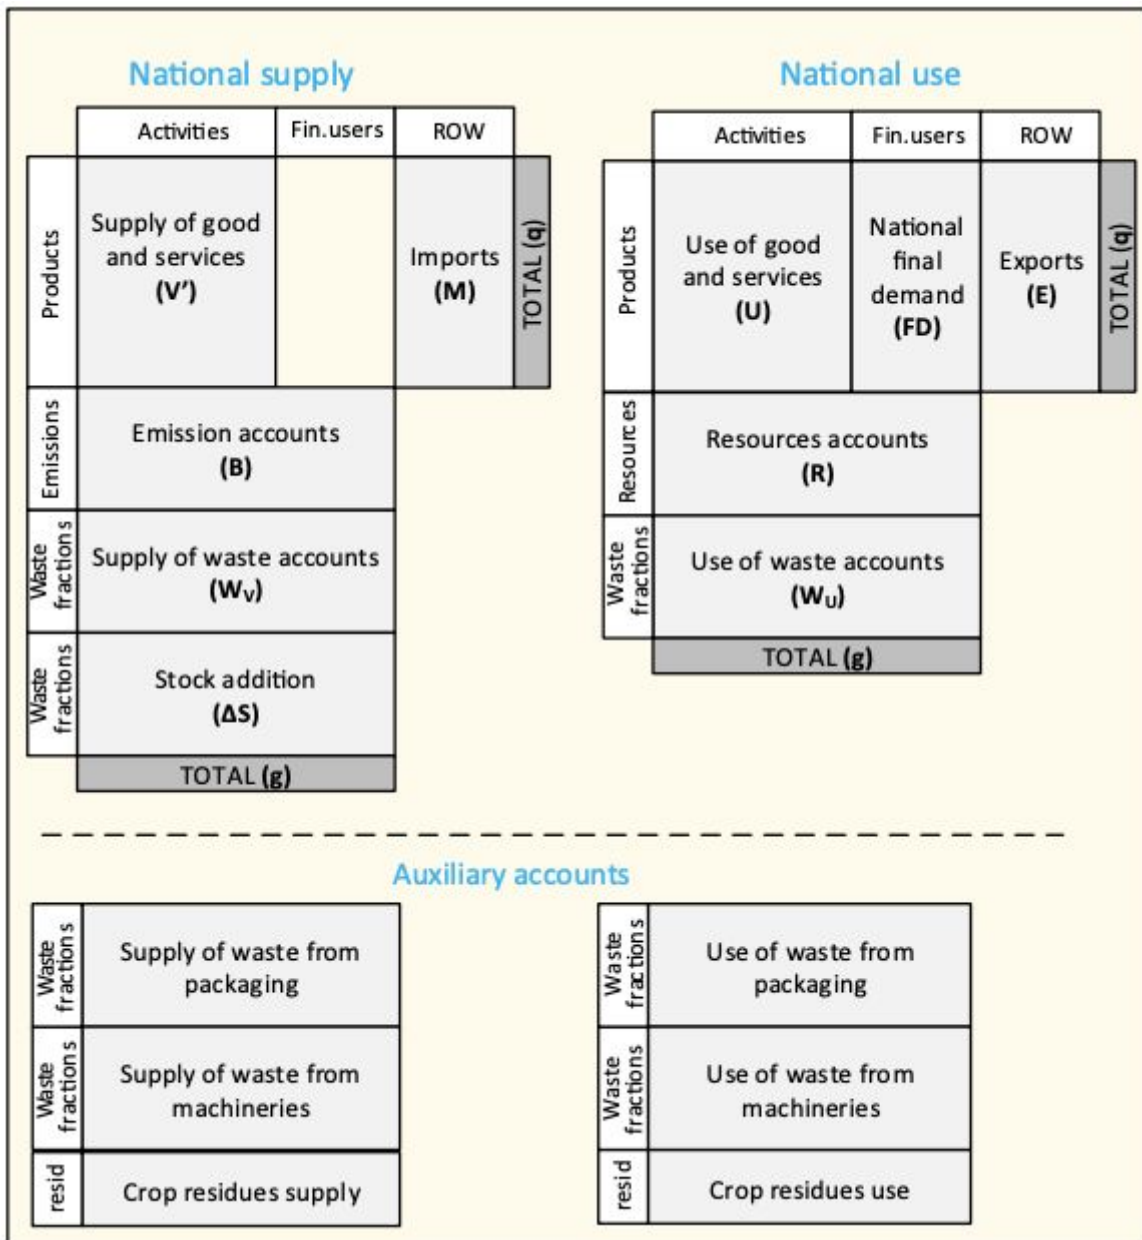 National supply
Activities
Fin.users
ROW
Products
Supply of good
and services
(V’)
Imports
(M)
TOTAL (q)
Emissions
Emission accounts
(B)
Waste
fractions
Supply of waste accounts
(WV)
Waste
fractions
Stock addition
(ΔS)
TOTAL (g)
National use
Activities
Fin.users
ROW
Products
Use of good
and services
(U)
National
final
demand
(FD)
Exports
(E)
TOTAL (q)
Resources
Resources accounts
(R)
Waste
fractions
Use of waste accounts
(WU)
TOTAL (g)
Auxiliary accounts
Waste
fractions
Supply of waste from
packaging
Waste
fractions
Supply of waste from
machineries
resid
Crop residues supply
Waste
fractions
Use of waste from
packaging
Waste
fractions
Use of waste from
machineries
resid
Crop residues use